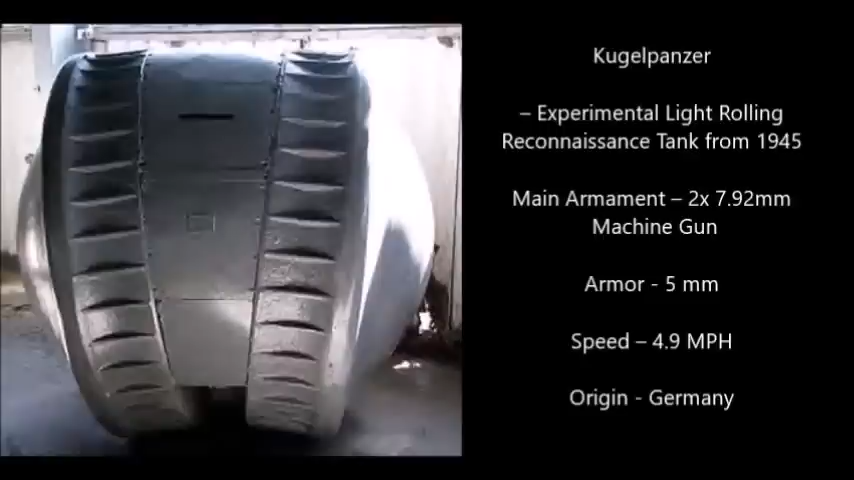 Kugelpanzer
– Experimental Light Rolling
Reconnaissance Tank from 1945
Main Armament – 2x 7.92mm
Machine Gun
Armor - 5 mm
Speed – 4.9 MPH
Origin - Germany